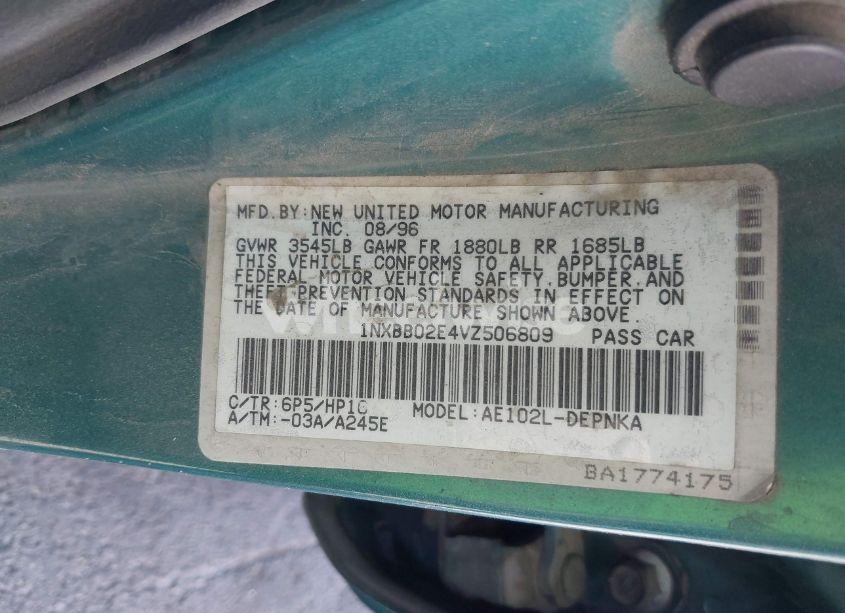 MFD.BY:NEW UNITED MOTOR MANUFACTURING
INC. 08/96
GVWR 3545LB GAWR FR 1880LB RR 1685LB
THIS VEHICLE CONFORMS TO ALL APPLICABLE
FEDERAL MOTOR VEHICLE SAFETY,BUMPER,AND
THEFT-PREVENTION STANDARDS IN EFFECT ON
THE DATE OF MANUFACTURE SHOWN ABOVE.
1NXBB02E4VZ506809 PASS CAR
C/TR:6P5/HP10 MODEL:AE102L-DEPNKA
A/TM:-03A/A245E
BA1774175